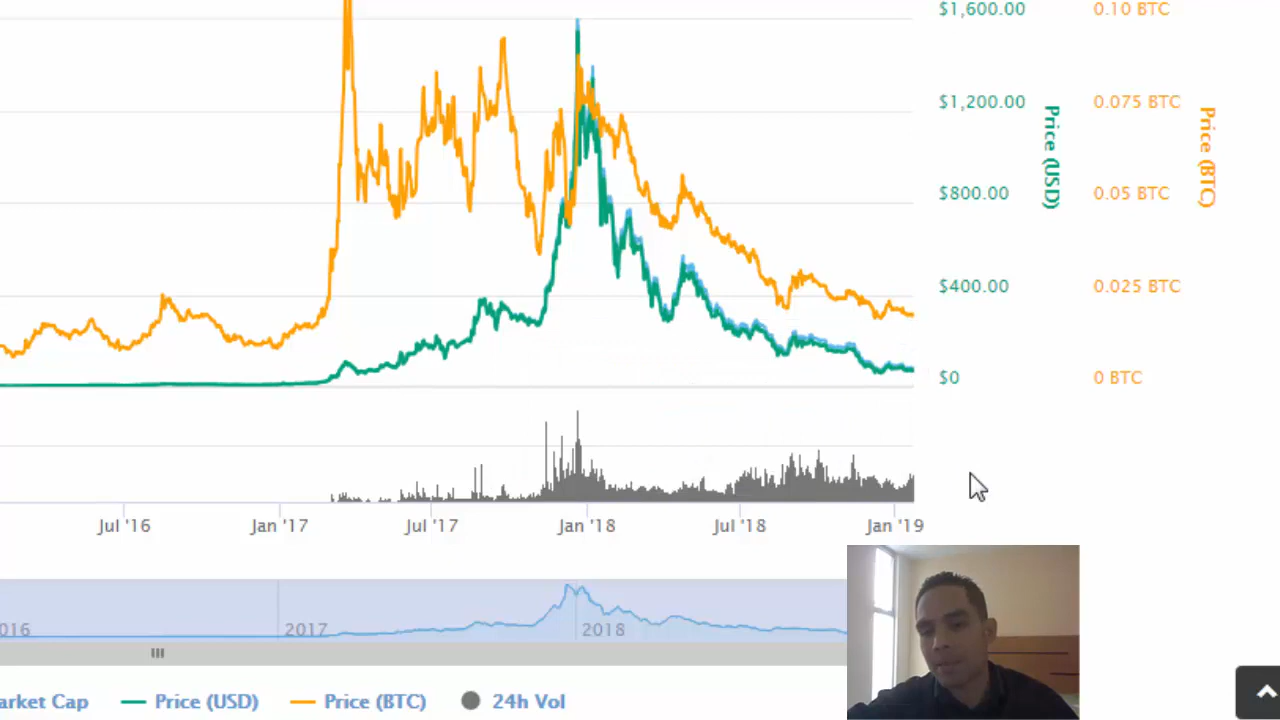 $1,600.00 0.10 BTC
$1,200.00 0.075 BTC
$800.00 0.05 BTC
$400.00 0.025 BTC
$0 0 BTC
Price (USD)
Price (BTC)
Jul '16 Jan '17 Jul '17 Jan '18 Jul '18 Jan '19
016 2017 2018
arket Cap Price (USD) Price (BTC) 24h Vol